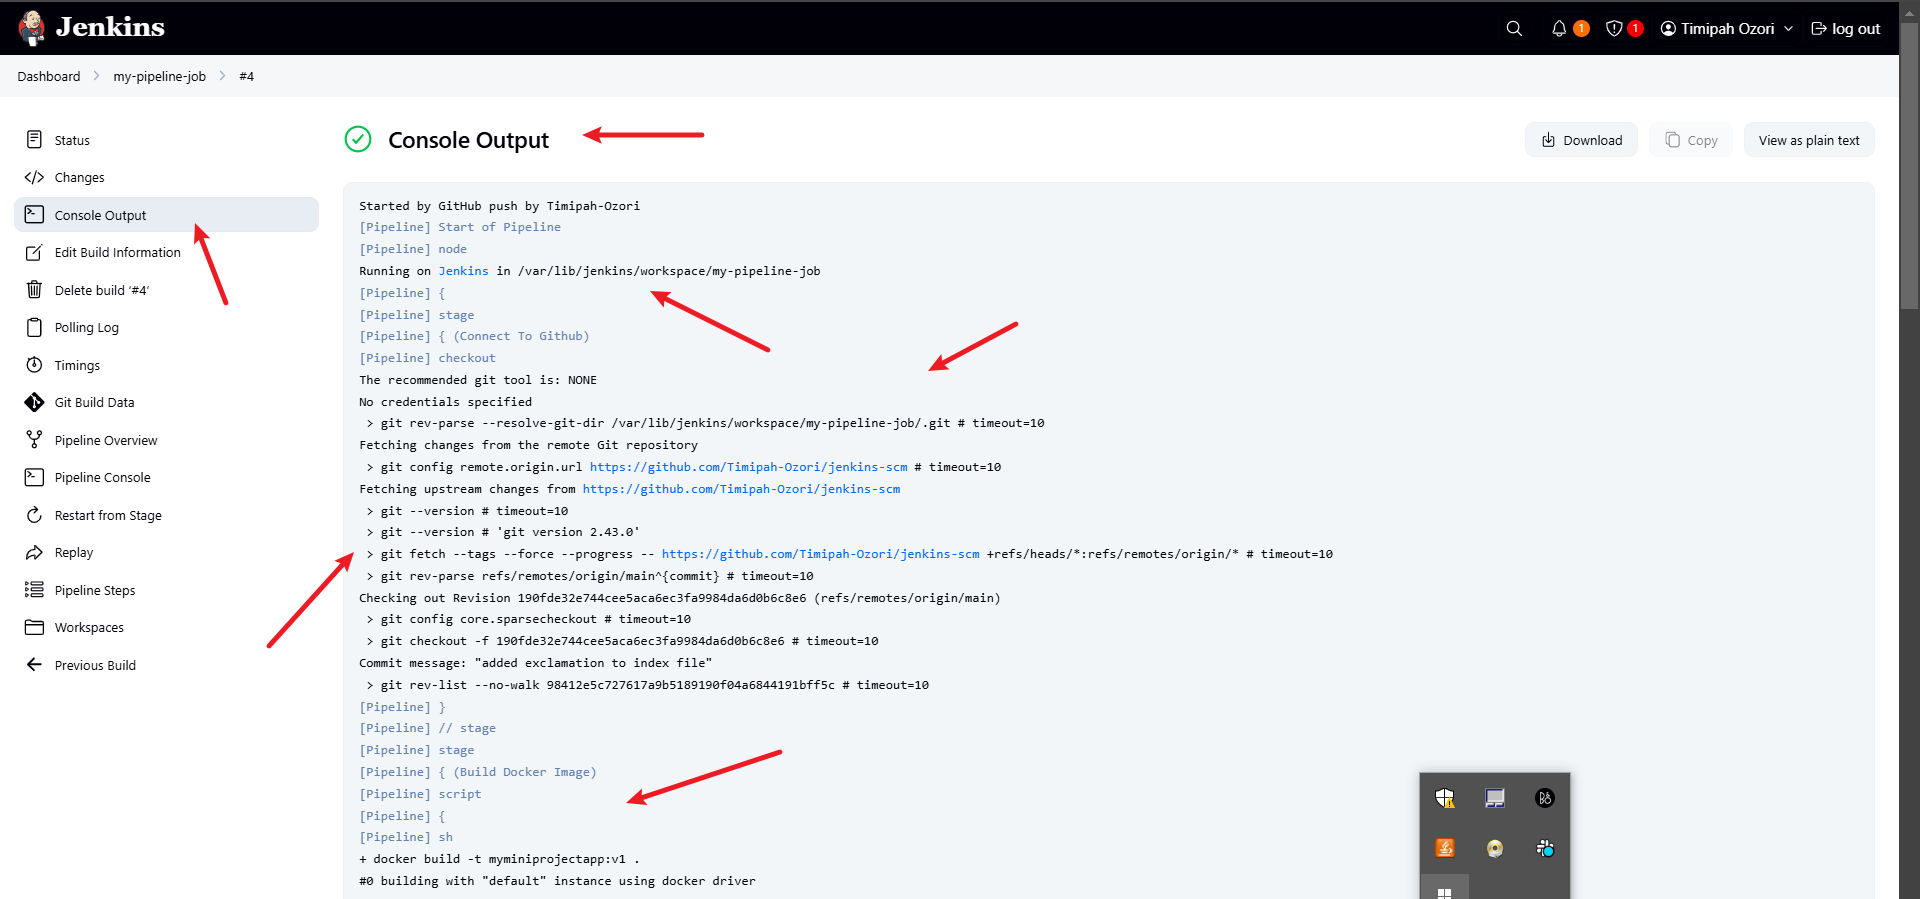 Jenkins
1
1
Timipah Ozori
log out
Dashboard
my-pipeline-job
#4
Status
Changes
Console Output
Edit Build Information
Delete build ‘#4’
Polling Log
Timings
Git Build Data
Pipeline Overview
Pipeline Console
Restart from Stage
Replay
Pipeline Steps
Workspaces
Previous Build
Console Output
Download
Copy
View as plain text
Started by GitHub push by Timipah-Ozori
[Pipeline] Start of Pipeline
[Pipeline] node
Running on Jenkins in /var/lib/jenkins/workspace/my-pipeline-job
[Pipeline] {
[Pipeline] stage
[Pipeline] { (Connect To Github)
[Pipeline] checkout
The recommended git tool is: NONE
No credentials specified
> git rev-parse --resolve-git-dir /var/lib/jenkins/workspace/my-pipeline-job/.git # timeout=10
Fetching changes from the remote Git repository
> git config remote.origin.url https://github.com/Timipah-Ozori/jenkins-scm # timeout=10
Fetching upstream changes from https://github.com/Timipah-Ozori/jenkins-scm
> git --version # timeout=10
> git --version # 'git version 2.43.0'
> git fetch --tags --force --progress -- https://github.com/Timipah-Ozori/jenkins-scm +refs/heads/*:refs/remotes/origin/* # timeout=10
> git rev-parse refs/remotes/origin/main^{commit} # timeout=10
Checking out Revision 190fde32e744cee5aca6ec3fa9984da6d0b6c8e6 (refs/remotes/origin/main)
> git config core.sparsecheckout # timeout=10
> git checkout -f 190fde32e744cee5aca6ec3fa9984da6d0b6c8e6 # timeout=10
Commit message: "added exclamation to index file"
> git rev-list --no-walk 98412e5c727617a9b5189190f04a6844191bff5c # timeout=10
[Pipeline] }
[Pipeline] // stage
[Pipeline] stage
[Pipeline] { (Build Docker Image)
[Pipeline] script
[Pipeline] {
[Pipeline] sh
+ docker build -t myminiprojectapp:v1 .
#0 building with "default" instance using docker driver